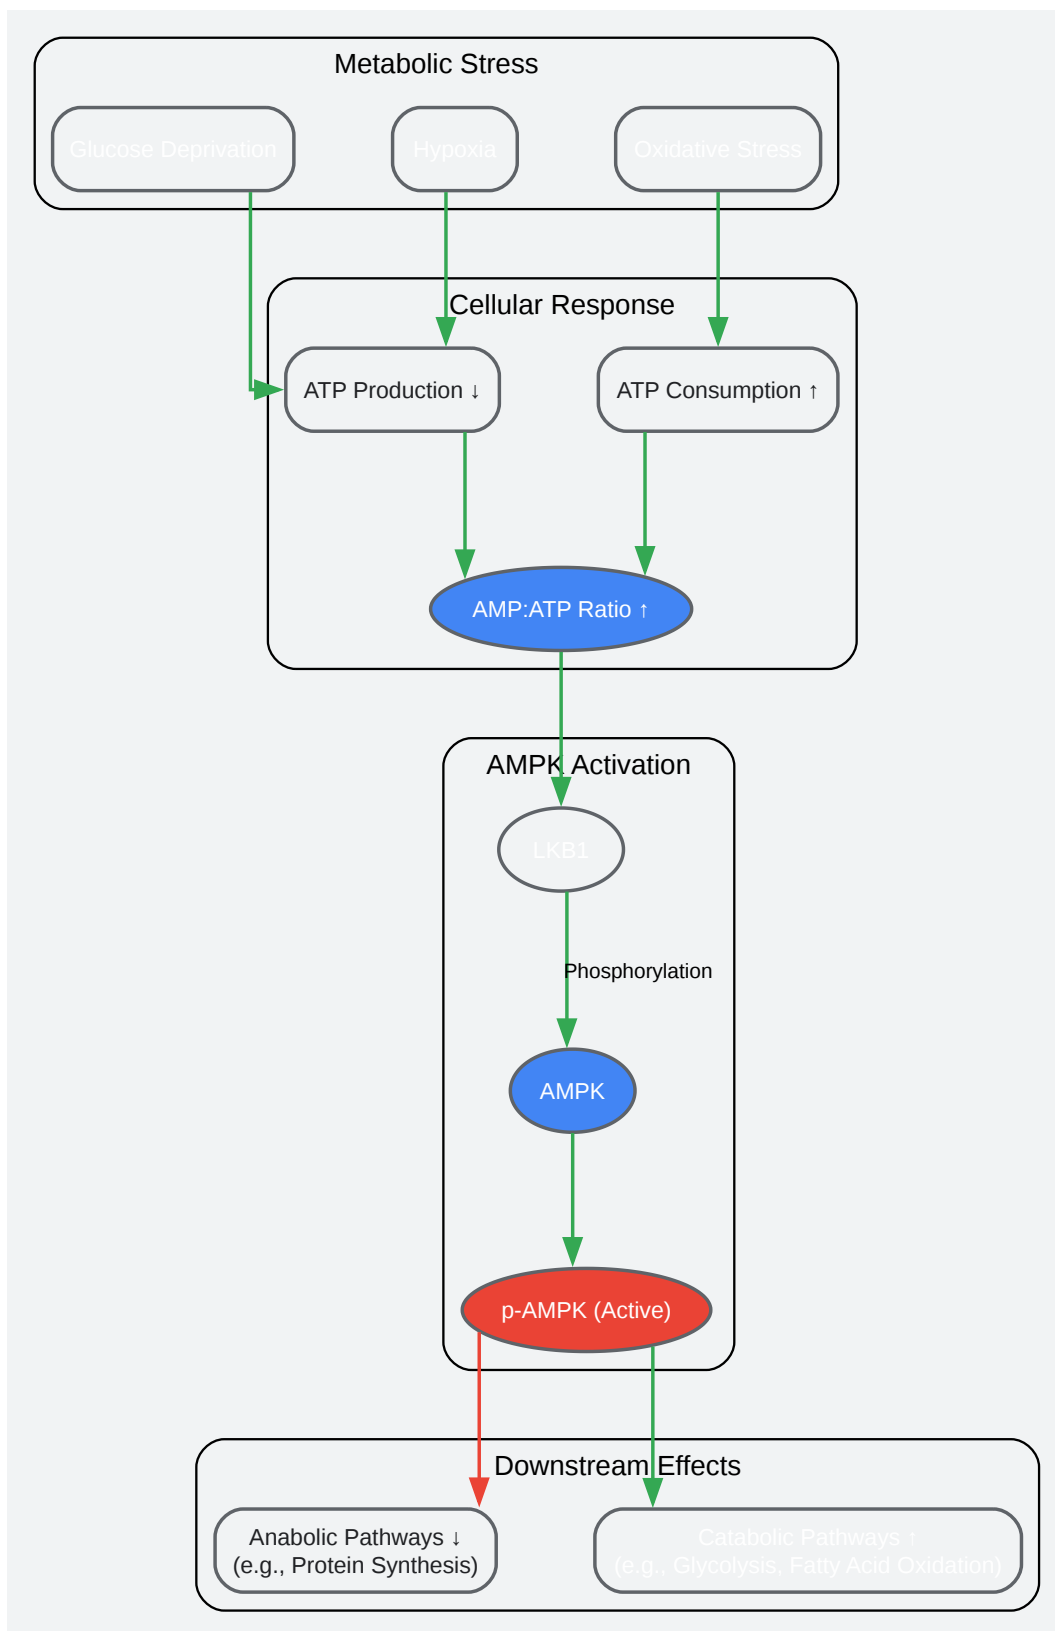 Metabolic Stress
Glucose Deprivation
Hypoxia
Oxidative Stress
Cellular Response
ATP Production ↓
ATP Consumption ↑
AMP:ATP Ratio ↑
AMPK Activation
LKB1
Phosphorylation
AMPK
p-AMPK (Active)
Downstream Effects
Anabolic Pathways ↓
(e.g., Protein Synthesis)
Catabolic Pathways ↑
(e.g., Glycolysis, Fatty Acid Oxidation)